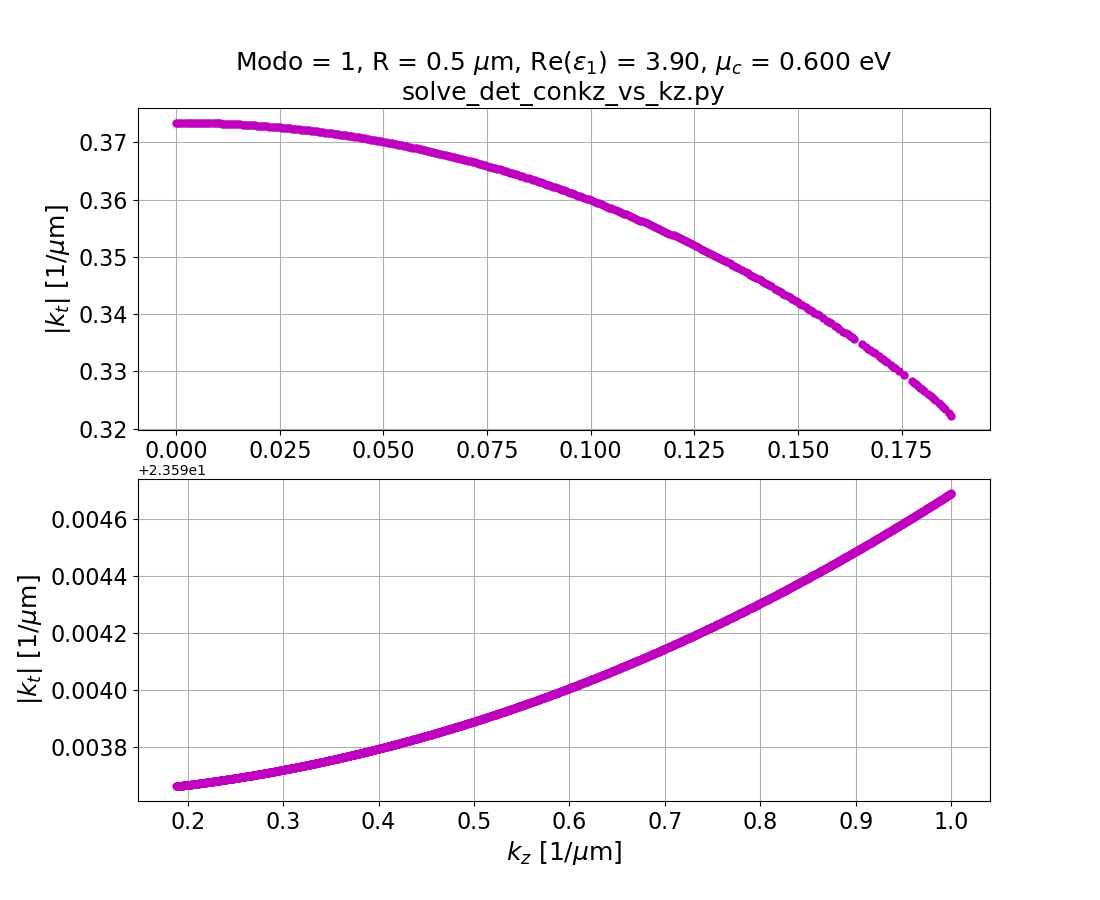 Modo = 1, R = 0.5 μm, Re(ε₁) = 3.90, μ_c = 0.600 eV
solve_det_conkz_vs_kz.py
|k_t| [1/μm]
0.37
0.36
0.35
0.34
0.33
0.32
0.000 0.025 0.050 0.075 0.100 0.125 0.150 0.175
+2.359e1
|k_t| [1/μm]
0.0046
0.0044
0.0042
0.0040
0.0038
0.2 0.3 0.4 0.5 0.6 0.7 0.8 0.9 1.0
k_z [1/μm]